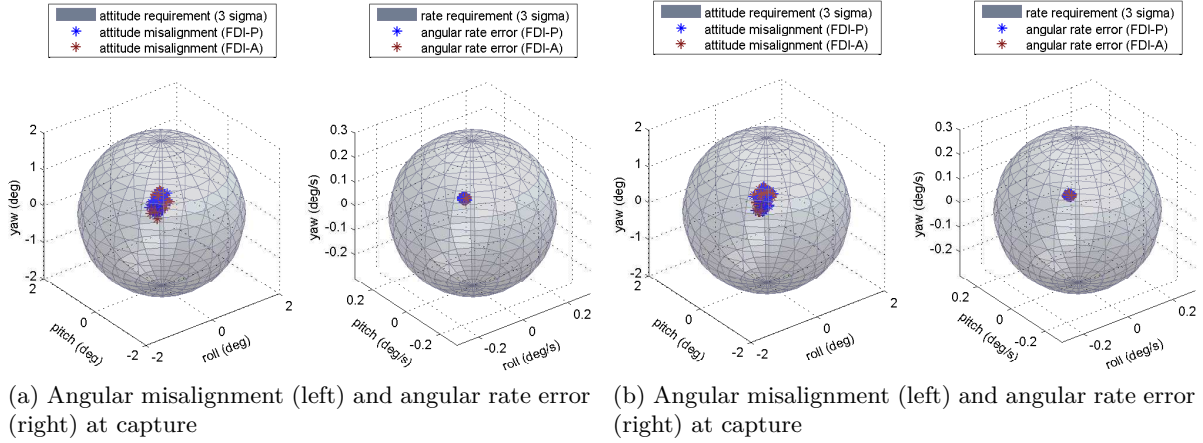 attitude requirement (3 sigma)
attitude misalignment (FDI-P)
attitude misalignment (FDI-A)
2
1
0
-1
-2
yaw (deg)
2
0
-2
pitch (deg)
-2
0
2
roll (deg)
rate requirement (3 sigma)
angular rate error (FDI-P)
angular rate error (FDI-A)
0.3
0.2
0.1
0
-0.1
-0.2
yaw (deg/s)
0.2
0
-0.2
pitch (deg/s)
-0.2
0
0.2
roll (deg/s)
(a) Angular misalignment (left) and angular rate error
(right) at capture
attitude requirement (3 sigma)
attitude misalignment (FDI-P)
attitude misalignment (FDI-A)
2
1
0
-1
-2
yaw (deg)
2
0
-2
pitch (deg)
-2
0
2
roll (deg)
rate requirement (3 sigma)
angular rate error (FDI-P)
angular rate error (FDI-A)
0.3
0.2
0.1
0
-0.1
-0.2
yaw (deg/s)
0.2
0
-0.2
pitch (deg/s)
-0.2
0
0.2
roll (deg/s)
(b) Angular misalignment (left) and angular rate error
(right) at capture